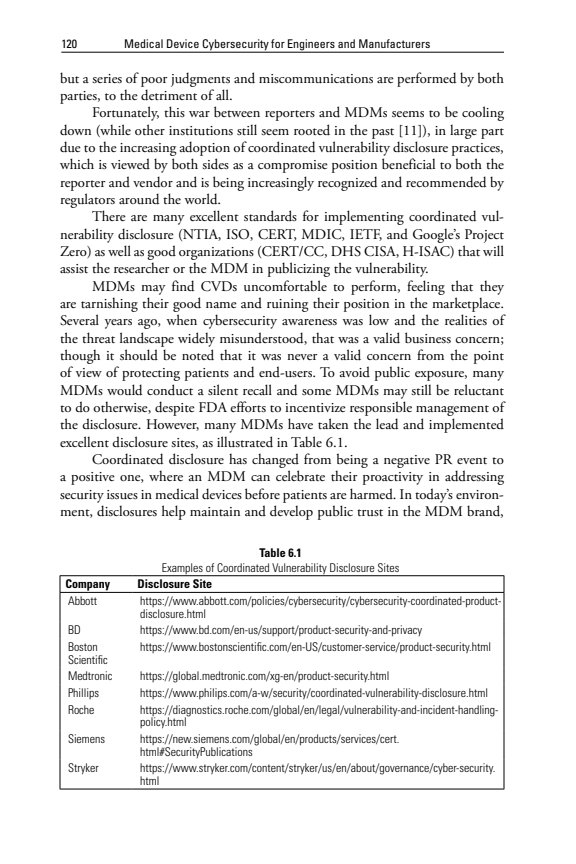 120 Medical Device Cybersecurity for Engineers and Manufacturers
but a series of poor judgments and miscommunications are performed by both
parties, to the detriment of all.
Fortunately, this war between reporters and MDMs seems to be cooling
down (while other institutions still seem rooted in the past [11]), in large part
due to the increasing adoption of coordinated vulnerability disclosure practices,
which is viewed by both sides as a compromise position beneficial to both the
reporter and vendor and is being increasingly recognized and recommended by
regulators around the world.
There are many excellent standards for implementing coordinated vul-
nerability disclosure (NTIA, ISO, CERT, MDIC, IETF, and Google’s Project
Zero) as well as good organizations (CERT/CC, DHS CISA, H-ISAC) that will
assist the researcher or the MDM in publicizing the vulnerability.
MDMs may find CVDs uncomfortable to perform, feeling that they
are tarnishing their good name and ruining their position in the marketplace.
Several years ago, when cybersecurity awareness was low and the realities of
the threat landscape widely misunderstood, that was a valid business concern;
though it should be noted that it was never a valid concern from the point
of view of protecting patients and end-users. To avoid public exposure, many
MDMs would conduct a silent recall and some MDMs may still be reluctant
to do otherwise, despite FDA efforts to incentivize responsible management of
the disclosure. However, many MDMs have taken the lead and implemented
excellent disclosure sites, as illustrated in Table 6.1.
Coordinated disclosure has changed from being a negative PR event to
a positive one, where an MDM can celebrate their proactivity in addressing
security issues in medical devices before patients are harmed. In today’s environ-
ment, disclosures help maintain and develop public trust in the MDM brand,
Table 6.1
Examples of Coordinated Vulnerability Disclosure Sites
Company Disclosure Site
Abbott https://www.abbott.com/policies/cybersecurity/cybersecurity-coordinated-product-
disclosure.html
BD https://www.bd.com/en-us/support/product-security-and-privacy
Boston https://www.bostonscientific.com/en-US/customer-service/product-security.html
Scientific
Medtronic https://global.medtronic.com/xg-en/product-security.html
Phillips https://www.philips.com/a-w/security/coordinated-vulnerability-disclosure.html
Roche https://diagnostics.roche.com/global/en/legal/vulnerability-and-incident-handling-
policy.html
Siemens https://new.siemens.com/global/en/products/services/cert.
html#SecurityPublications
Stryker https://www.stryker.com/content/stryker/us/en/about/governance/cyber-security.
html